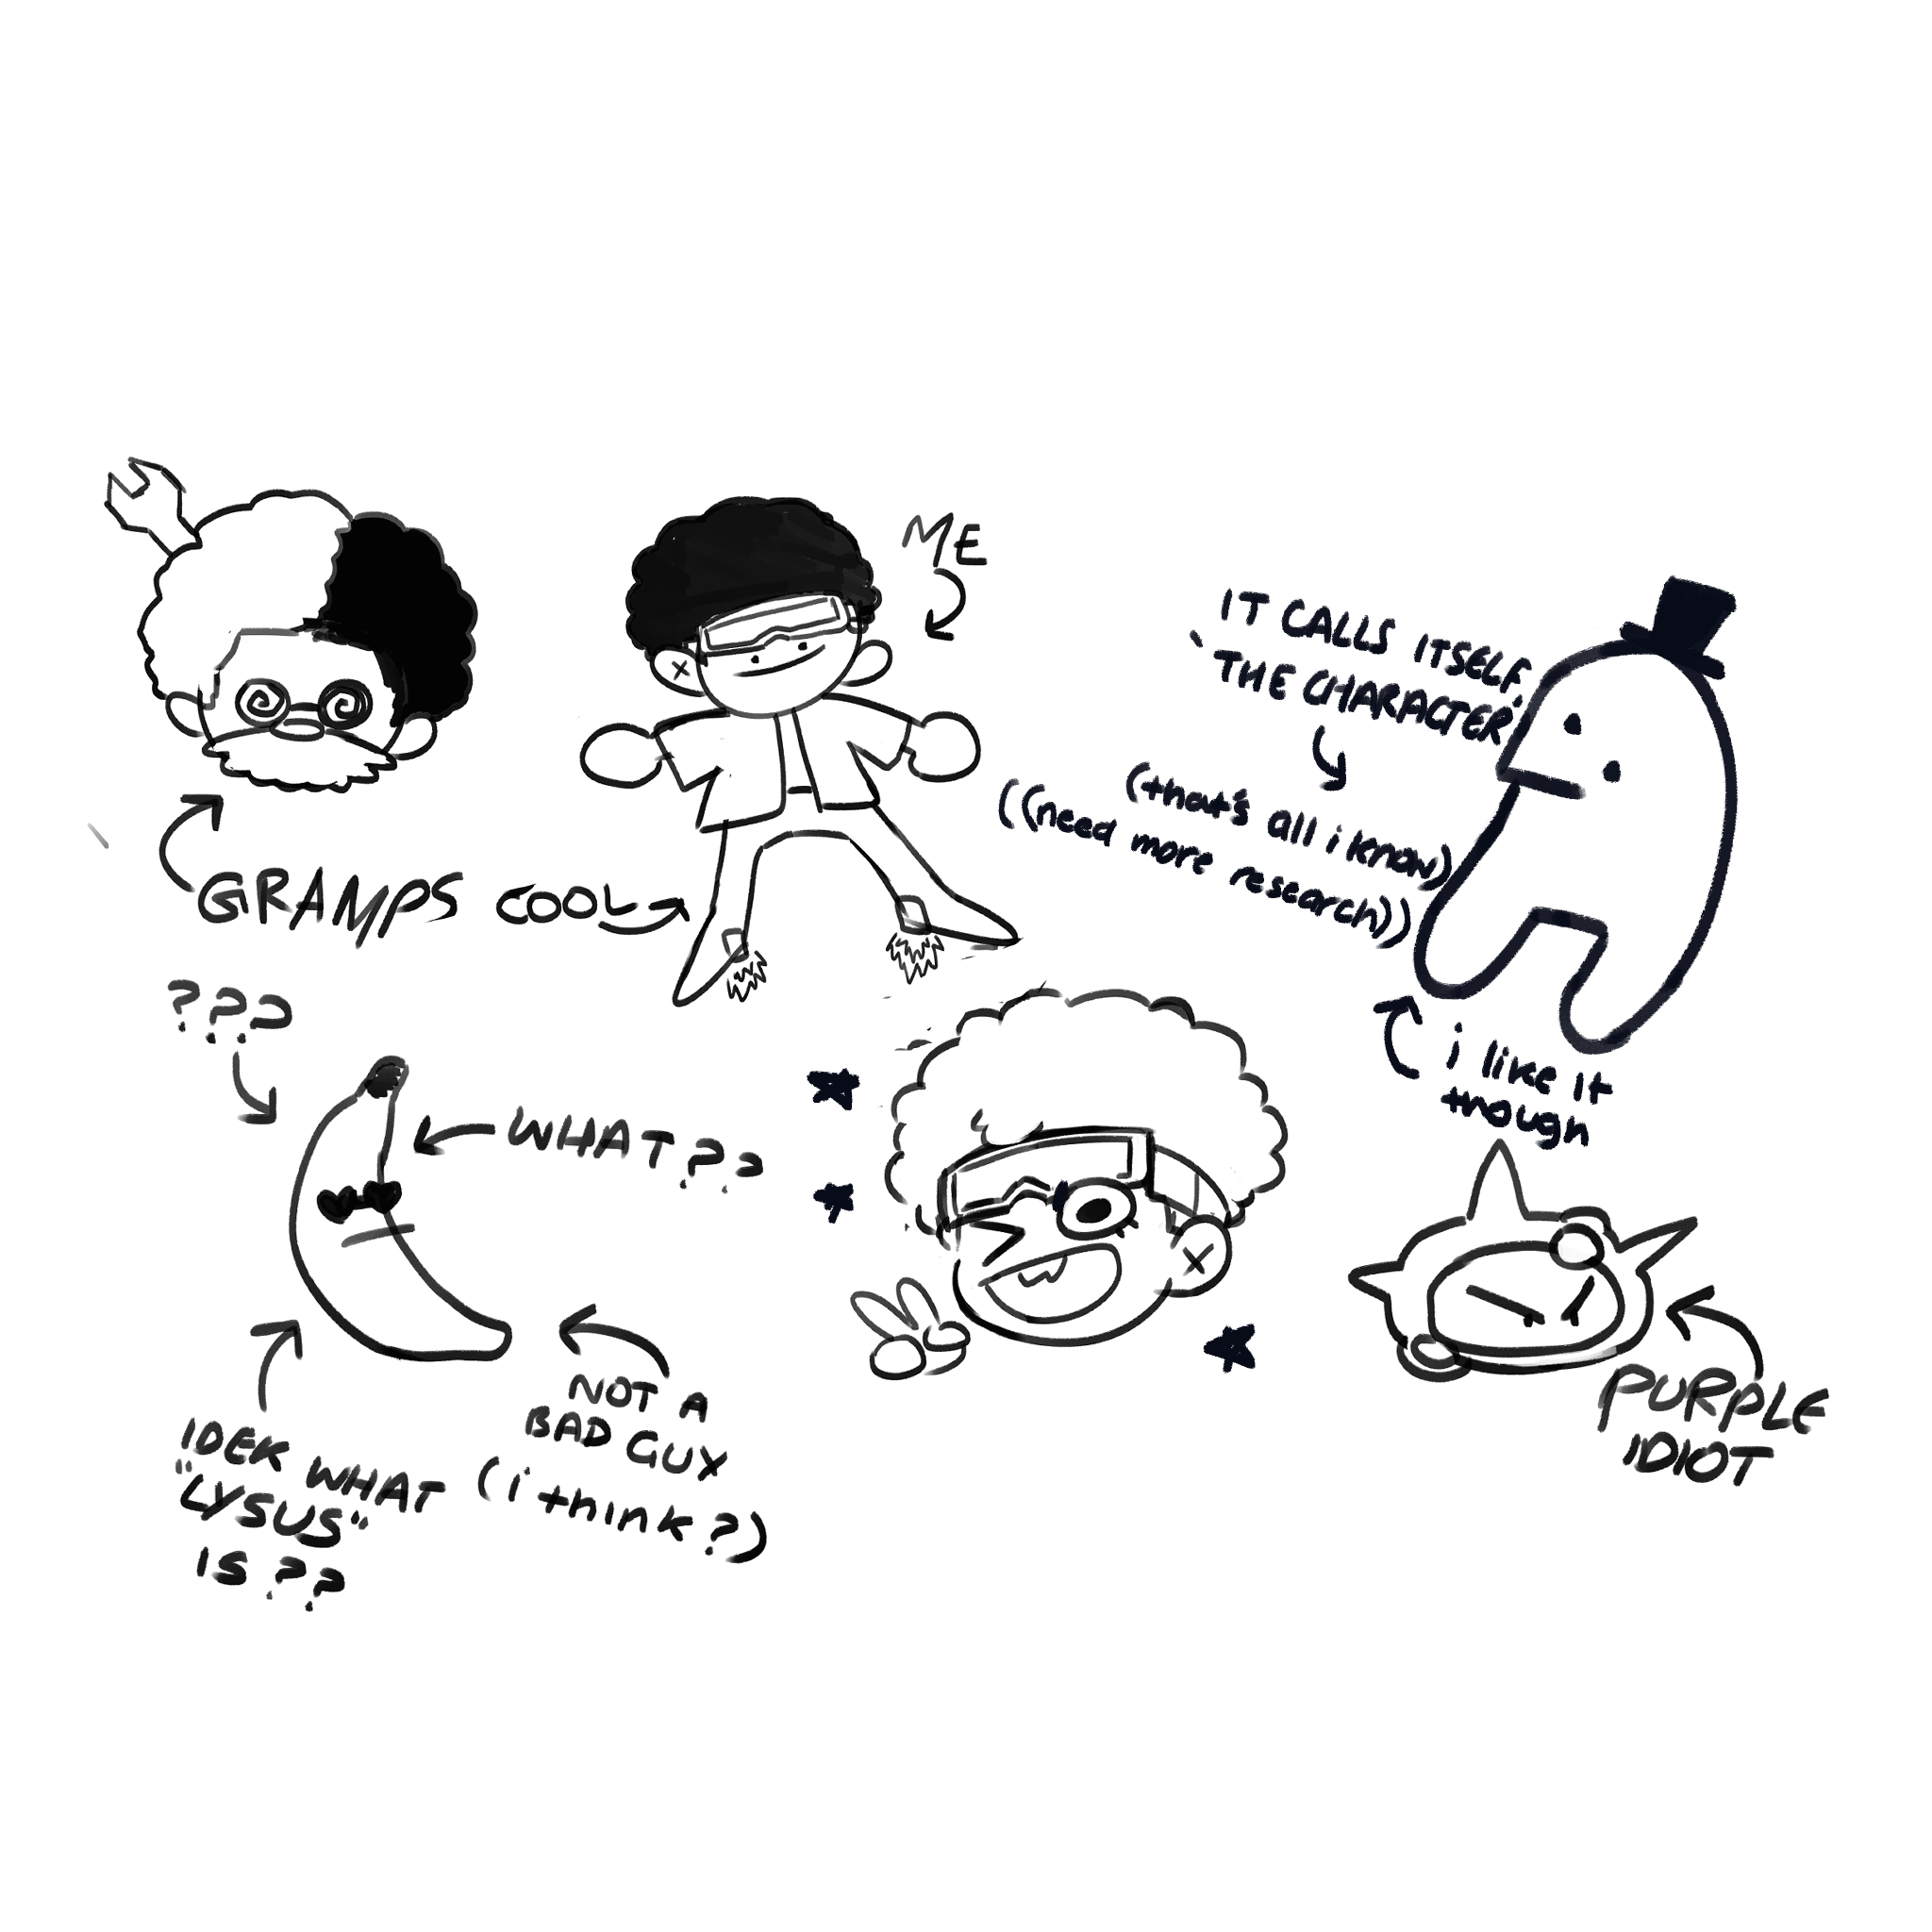 ME
IT CALLS ITSELF,
`THE CHARACTER'
(that's all i know)
((need more research))
GRAMPS
COOL
???
i like it
though
WHAT??
NOT A
BAD GUY
(i think?)
IDEK WHAT
"LYSUS"
IS??
PURPLE
IDIOT